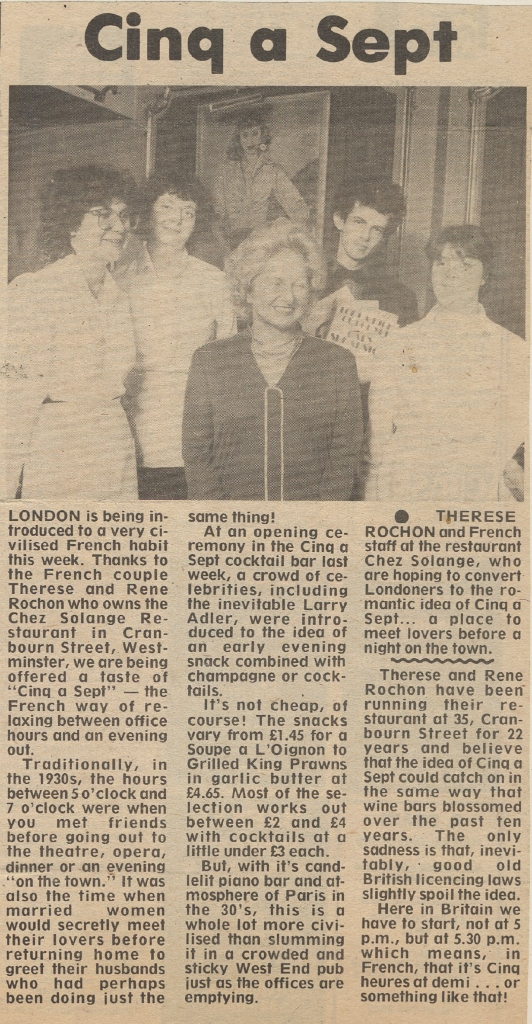 Cinq a Sept
LONDON is being in-
troduced to a very ci-
vilised French habit
this week. Thanks to
the French couple
Therese and Rene
Rochon who owns the
Chez Solange Re-
staurant in Cran-
bourn Street, West-
minster, we are being
offered a taste of
"Cinq a Sept" — the
French way of re-
laxing between office
hours and an evening
out.
Traditionally, in
the 1930s, the hours
between 5 o'clock and
7 o'clock were when
you met friends
before going out to
the theatre, opera,
dinner or an evening
"on the town." It was
also the time when
married women
would secretly meet
their lovers before
returning home to
greet their husbands
who had perhaps
been doing just the
same thing!
At an opening ce-
remony in the Cinq a
Sept cocktail bar last
week, a crowd of ce-
lebrities, including
the inevitable Larry
Adler, were intro-
duced to the idea of
an early evening
snack combined with
champagne or cock-
tails.
It's not cheap, of
course! The snacks
vary from £1.45 for a
Soupe a L'Oignon to
Grilled King Prawns
in garlic butter at
£4.65. Most of the se-
lection works out
between £2 and £4
with cocktails at a
little under £3 each.
But, with it's cand-
lelit piano bar and at-
mosphere of Paris in
the 30's, this is a
whole lot more civi-
lised than slumming
it in a crowded and
sticky West End pub
just as the offices are
emptying.
● THERESE
ROCHON and French
staff at the restaurant
Chez Solange, who
are hoping to convert
Londoners to the ro-
mantic idea of Cinq a
Sept... a place to
meet lovers before a
night on the town.
Therese and Rene
Rochon have been
running their re-
staurant at 35, Cran-
bourn Street for 22
years and believe
that the idea of Cinq a
Sept could catch on in
the same way that
wine bars blossomed
over the past ten
years. The only
sadness is that, inevi-
tably, good old
British licencing laws
slightly spoil the idea.
Here in Britain we
have to start, not at 5
p.m., but at 5.30 p.m.
which means, in
French, that it's Cinq
heures at demi . . . or
something like that!